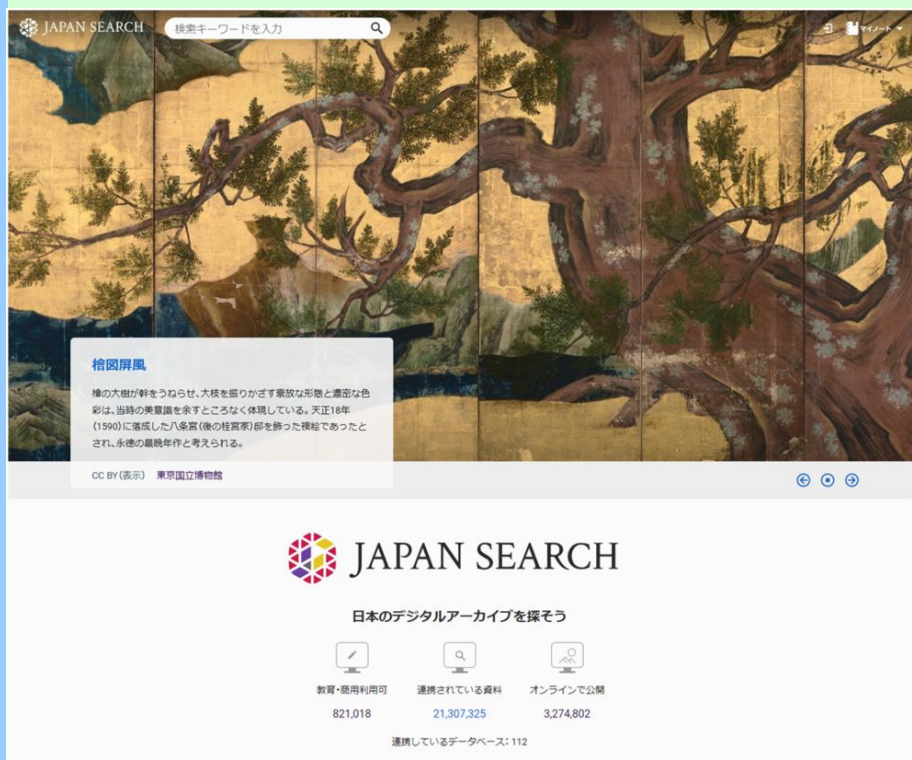 JAPAN SEARCH
検索キーワードを入力
マイノート
檜図屏風
檜の大樹が幹をうねらせ、大枝を振りかざす豪放な形態と濃密な色
彩は、当時の美意識を余すところなく体現している。天正18年
(1590)に落成した八条宮(後の桂宮家)邸を飾った襖絵であったと
され、永徳の最晩年作と考えられる。
CC BY(表示) 東京国立博物館
JAPAN SEARCH
日本のデジタルアーカイブを探そう
教育・商用利用可 連携されている資料 オンラインで公開
821,018 21,307,325 3,274,802
連携しているデータベース: 112